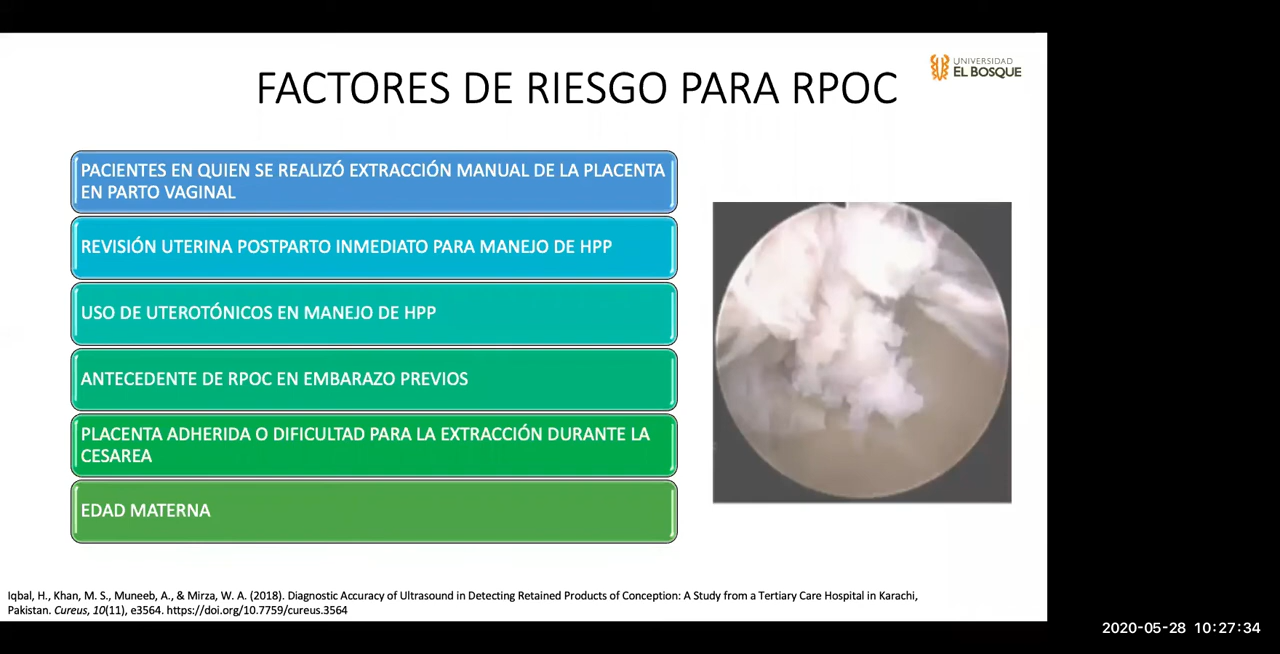 UNIVERSIDAD
EL BOSQUE
FACTORES DE RIESGO PARA RPOC
PACIENTES EN QUIEN SE REALIZÓ EXTRACCIÓN MANUAL DE LA PLACENTA
EN PARTO VAGINAL
REVISIÓN UTERINA POSTPARTO INMEDIATO PARA MANEJO DE HPP
USO DE UTEROTÓNICOS EN MANEJO DE HPP
ANTECEDENTE DE RPOC EN EMBARAZO PREVIOS
PLACENTA ADHERIDA O DIFICULTAD PARA LA EXTRACCIÓN DURANTE LA
CESAREA
EDAD MATERNA
Iqbal, H., Khan, M. S., Muneeb, A., & Mirza, W. A. (2018). Diagnostic Accuracy of Ultrasound in Detecting Retained Products of Conception: A Study from a Tertiary Care Hospital in Karachi,
Pakistan. Cureus, 10(11), e3564. https://doi.org/10.7759/cureus.3564
2020-05-28 10:27:34